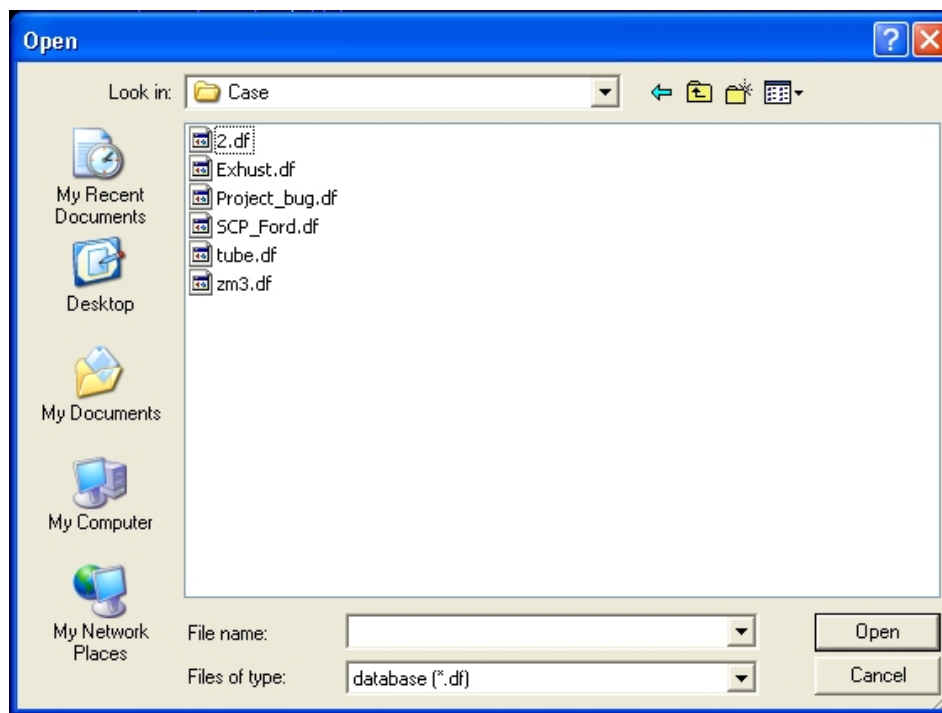 Open
Look in:
Case
2.df
Exhust.df
Project_bug.df
SCP_Ford.df
tube.df
zm3.df
My Recent
Documents
Desktop
My Documents
My Computer
My Network
Places
File name:
Open
Files of type:
database (*.df)
Cancel